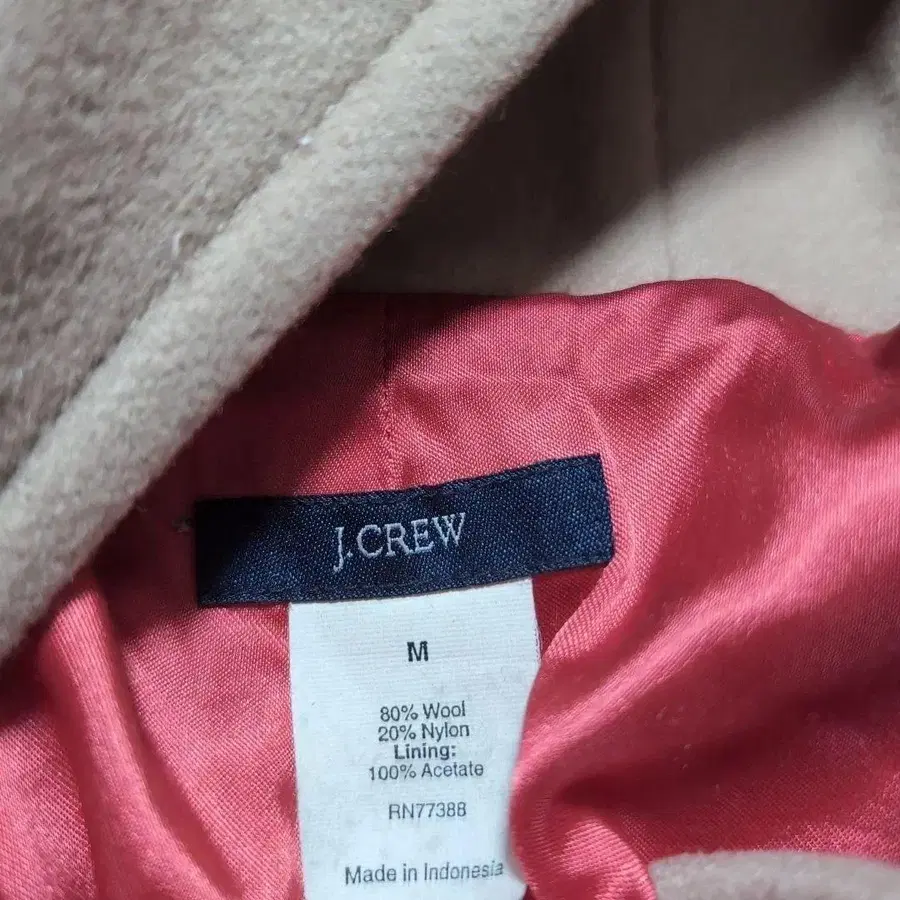 J.CREW
M
80% Wool
20% Nylon
Lining:
100% Acetate
RN77388
Made in Indonesia